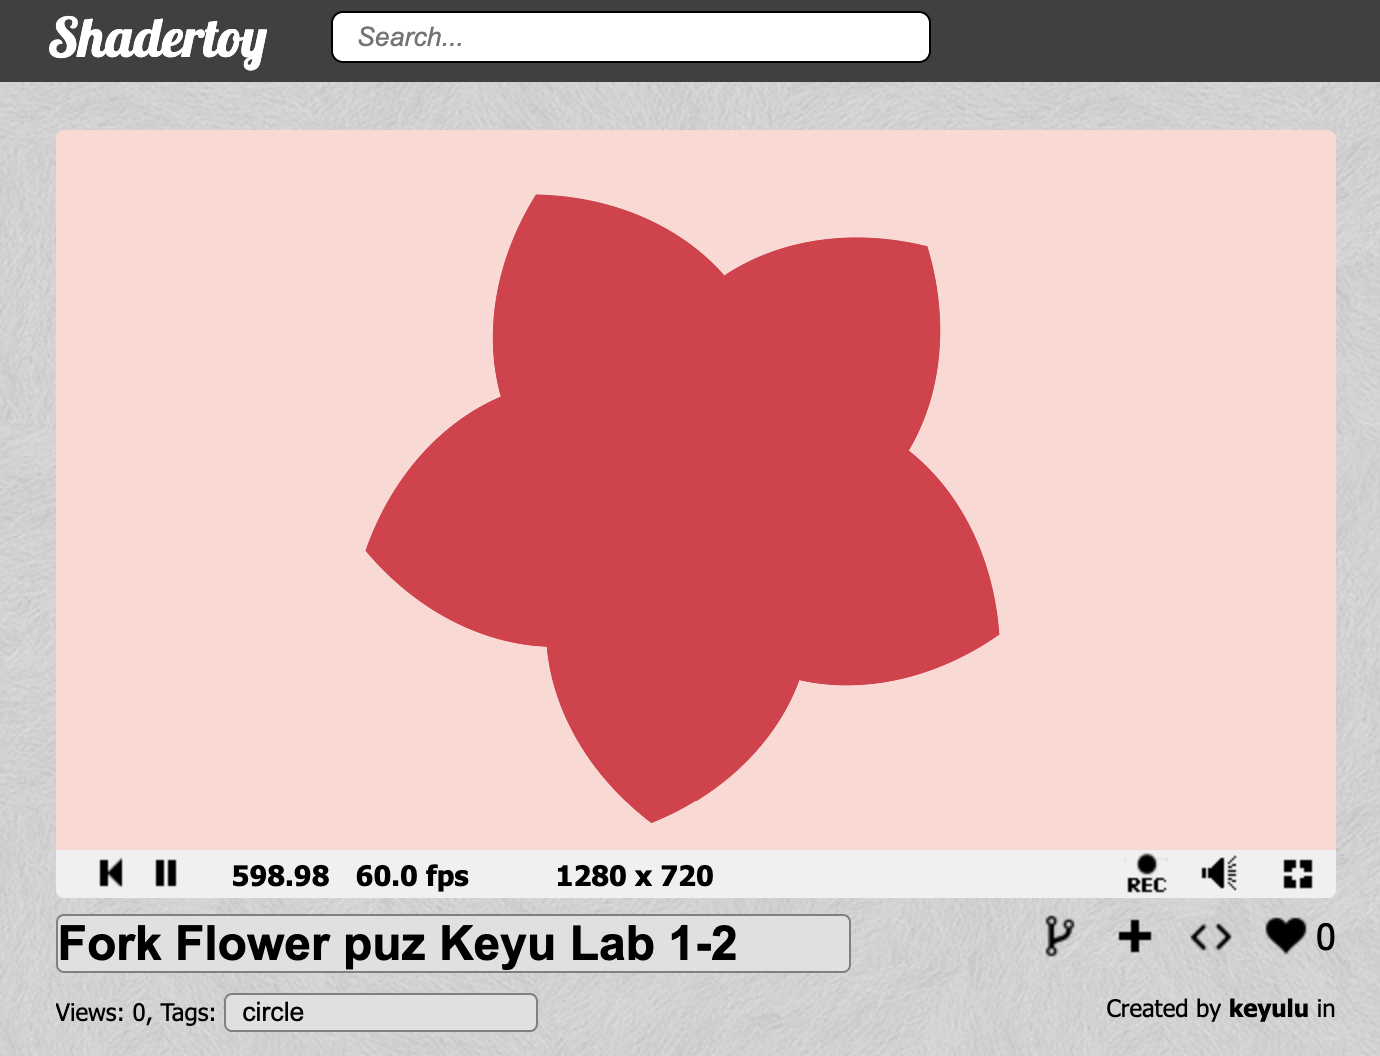 Shadertoy
Search...
598.98 60.0 fps 1280 x 720
REC
Fork Flower puz Keyu Lab 1-2
0
Views: 0, Tags: circle
Created by keyulu in